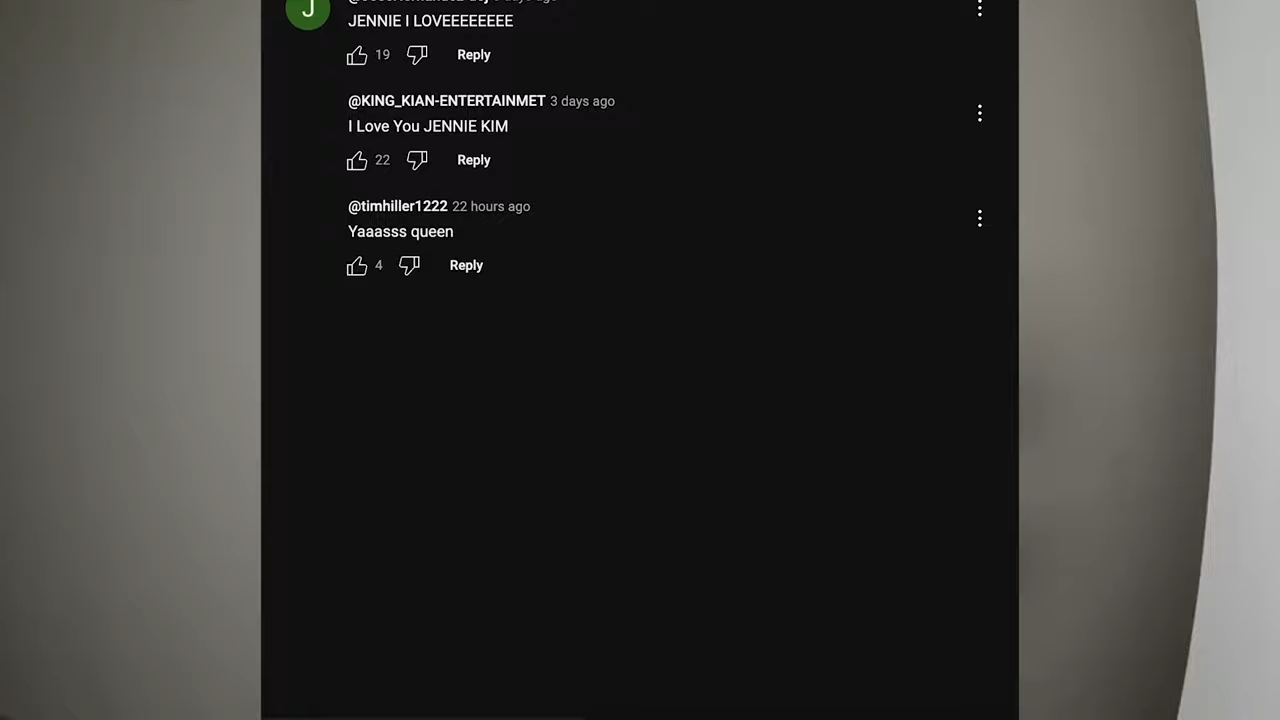 J
JENNIE I LOVEEEEEEEE
19 Reply
@KING_KIAN-ENTERTAINMET 3 days ago
I Love You JENNIE KIM
22 Reply
@timhiller1222 22 hours ago
Yaaasss queen
4 Reply